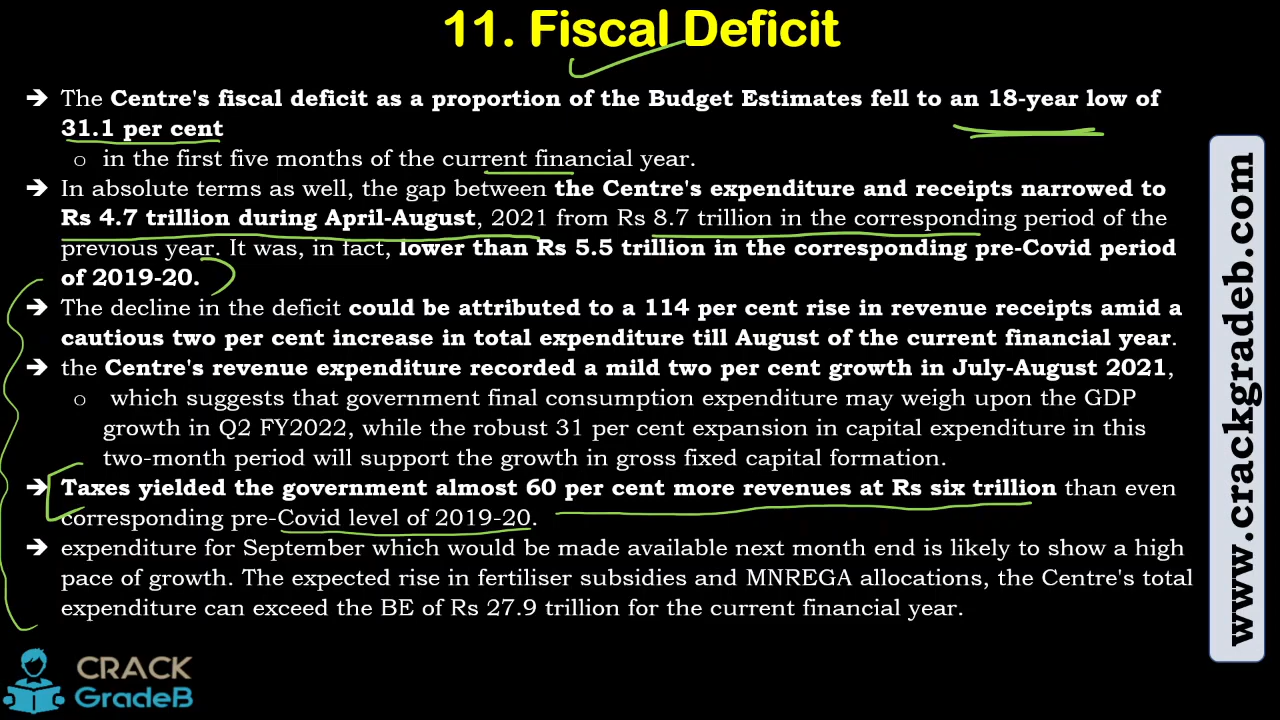 11. Fiscal Deficit
➔ The Centre's fiscal deficit as a proportion of the Budget Estimates fell to an 18-year low of
31.1 per cent
o in the first five months of the current financial year.
➔ In absolute terms as well, the gap between the Centre's expenditure and receipts narrowed to
Rs 4.7 trillion during April-August, 2021 from Rs 8.7 trillion in the corresponding period of the
previous year. It was, in fact, lower than Rs 5.5 trillion in the corresponding pre-Covid period
of 2019-20.
➔ The decline in the deficit could be attributed to a 114 per cent rise in revenue receipts amid a
cautious two per cent increase in total expenditure till August of the current financial year.
➔ the Centre's revenue expenditure recorded a mild two per cent growth in July-August 2021,
o which suggests that government final consumption expenditure may weigh upon the GDP
growth in Q2 FY2022, while the robust 31 per cent expansion in capital expenditure in this
two-month period will support the growth in gross fixed capital formation.
➔ Taxes yielded the government almost 60 per cent more revenues at Rs six trillion than even
corresponding pre-Covid level of 2019-20.
➔ expenditure for September which would be made available next month end is likely to show a high
pace of growth. The expected rise in fertiliser subsidies and MNREGA allocations, the Centre's total
expenditure can exceed the BE of Rs 27.9 trillion for the current financial year.
www.crackgradeb.com
CRACK
GradeB